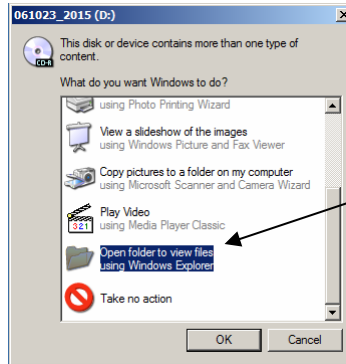 061023_2015 (D:)
This disk or device contains more than one type of
content.
CD-R
What do you want Windows to do?
using Photo Printing Wizard
View a slideshow of the images
using Windows Picture and Fax Viewer
Copy pictures to a folder on my computer
using Microsoft Scanner and Camera Wizard
Play Video
using Media Player Classic
321
Open folder to view files
using Windows Explorer
Take no action
OK
Cancel